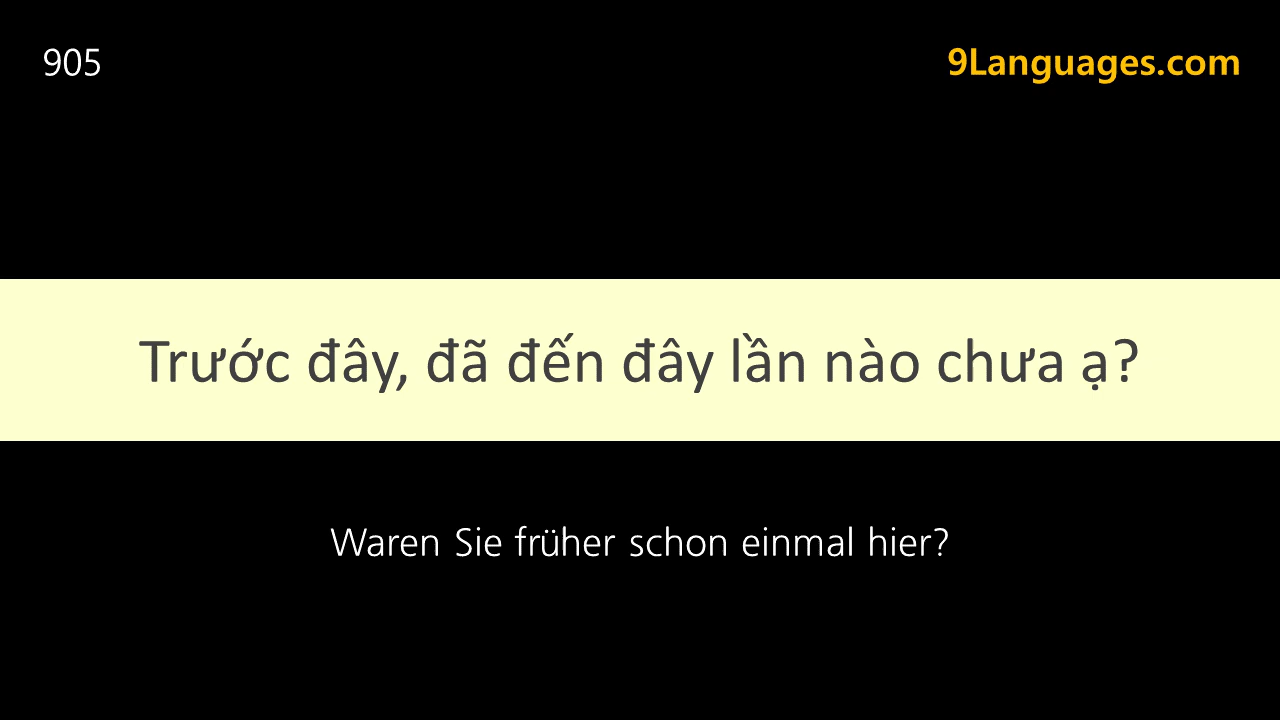 905
9Languages.com
Trước đây, đã đến đây lần nào chưa ạ?
Waren Sie früher schon einmal hier?